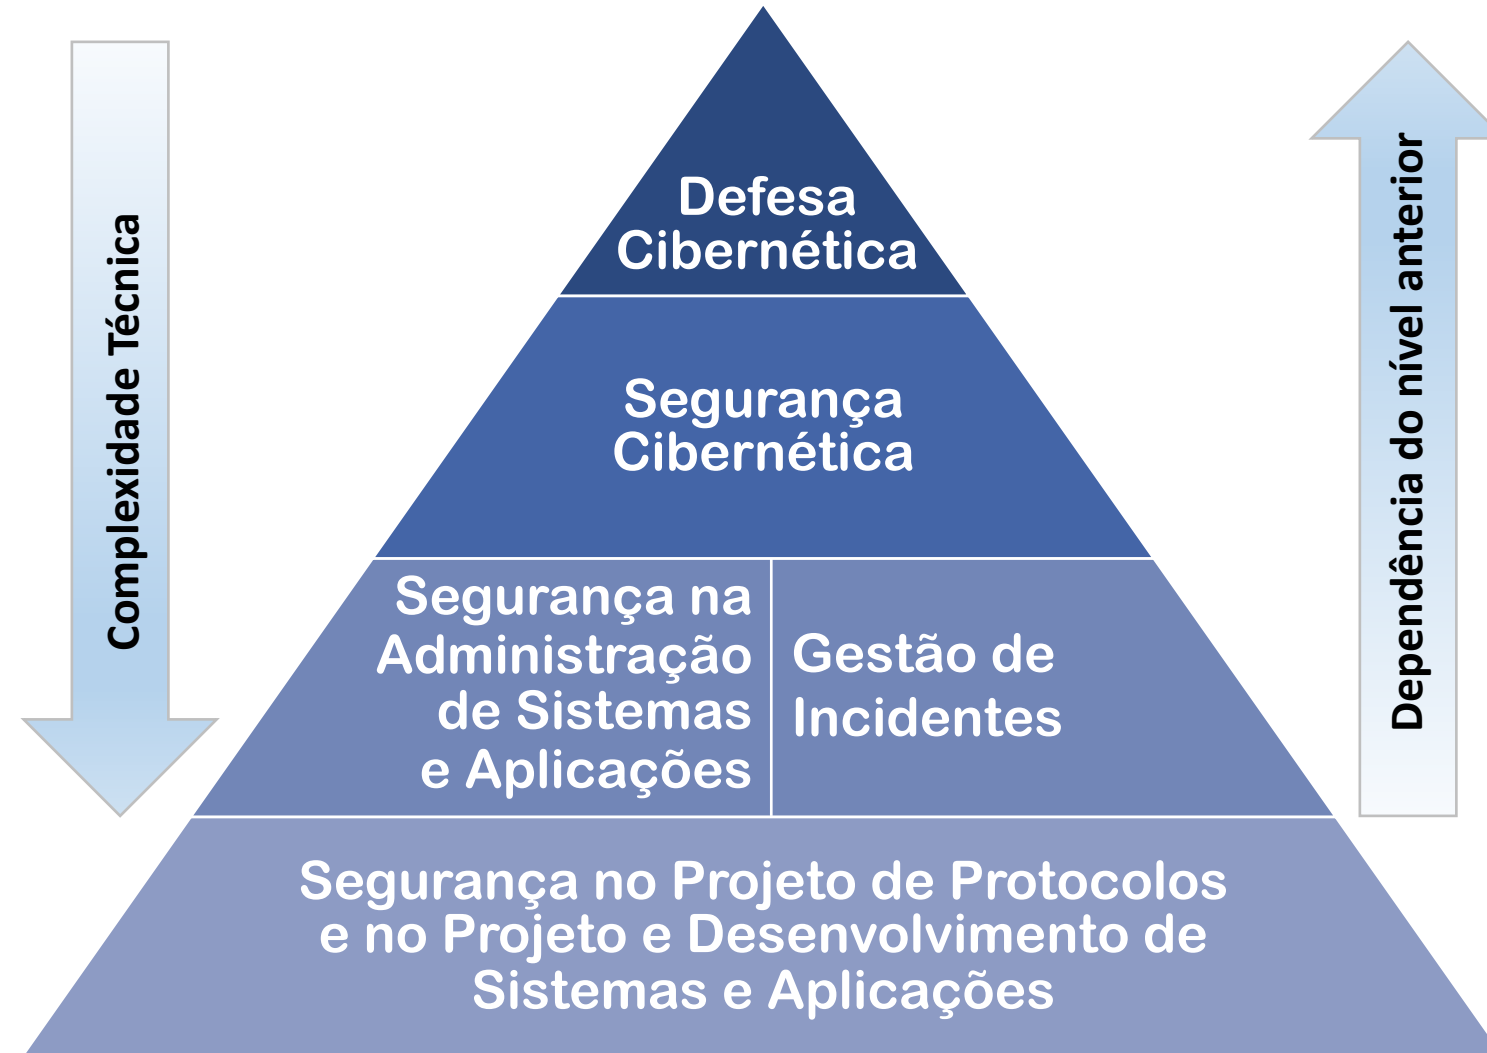 Complexidade Técnica
Defesa
Cibernética
Segurança
Cibernética
Segurança na
Administração
de Sistemas
e Aplicações
Gestão de
Incidentes
Segurança no Projeto de Protocolos
e no Projeto e Desenvolvimento de
Sistemas e Aplicações
Dependência do nível anterior